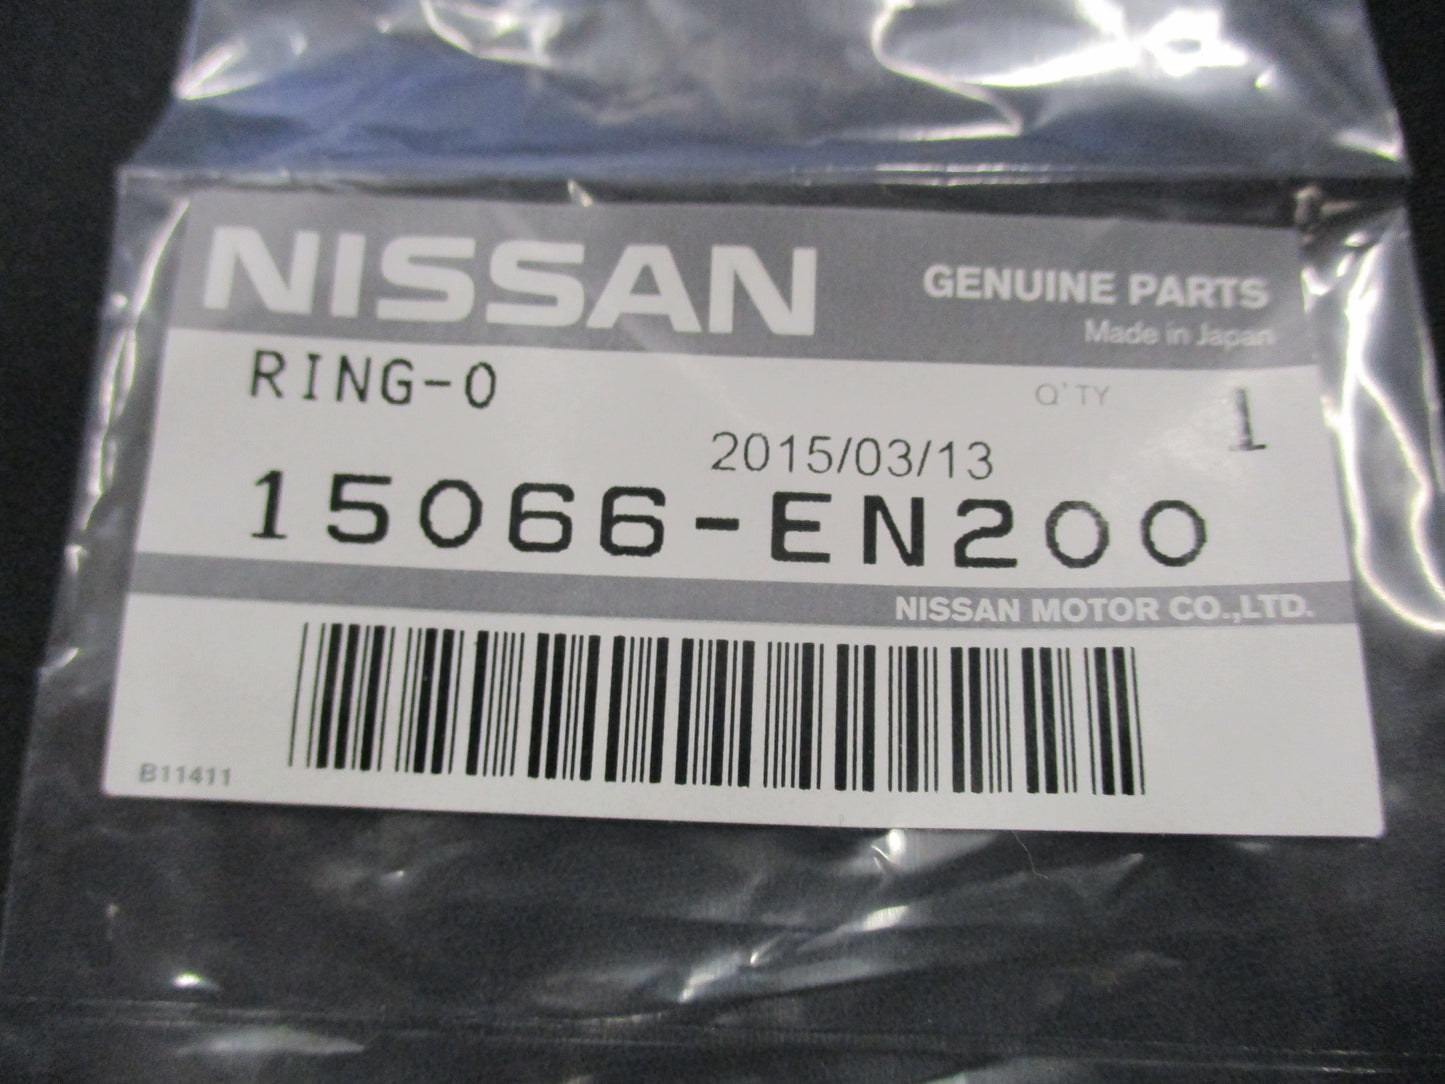 NISSAN
GENUINE PARTS
Made in Japan
RING-O
Q'TY 1
2015/03/13
15066-EN200
NISSAN MOTOR CO.,LTD.
B11411